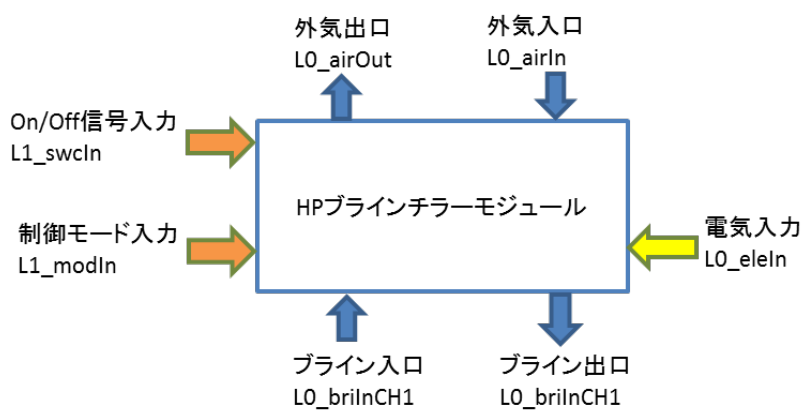 外気出口
L0_airOut
外気入口
L0_airIn
On/Off信号入力
L1_swcIn
HPブラインチラーモジュール
制御モード入力
L1_modIn
電気入力
L0_eleIn
ブライン入口
L0_briInCH1
ブライン出口
L0_briInCH1